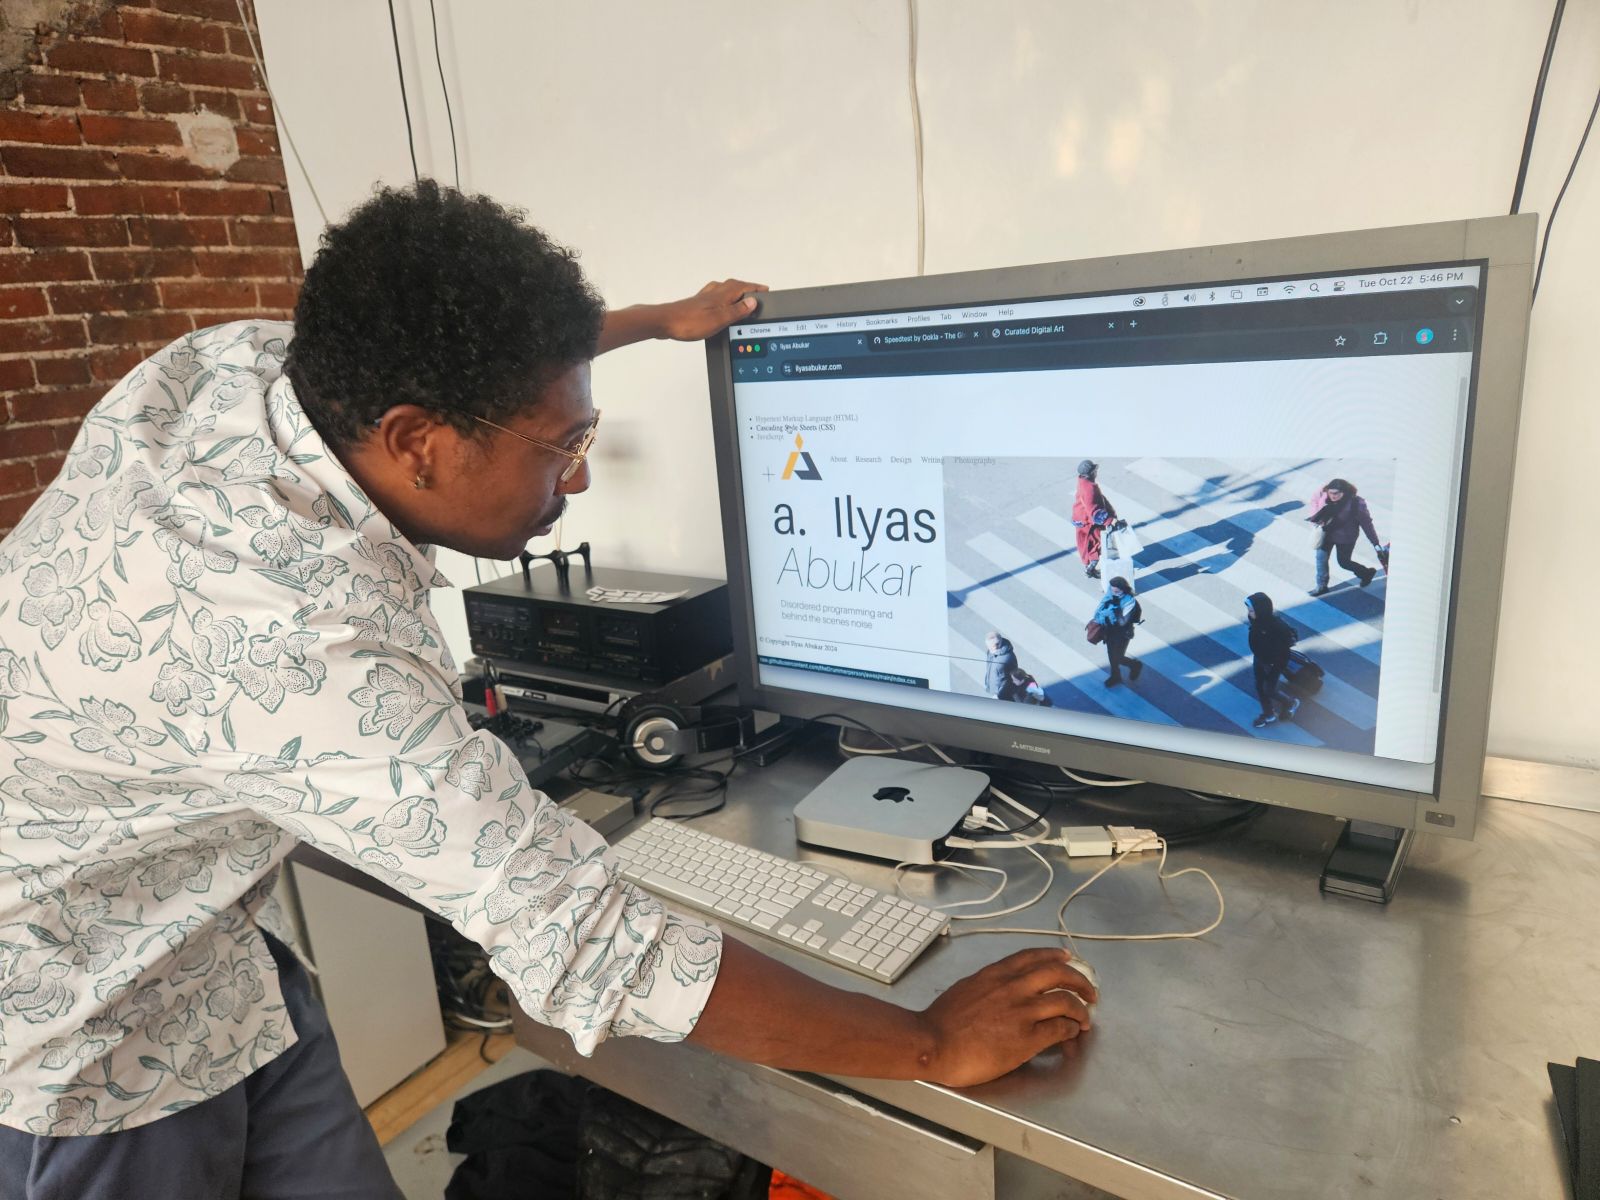 Chrome File Edit View History Bookmarks Profiles Tab Window Help
Tue Oct 22 5:46 PM
Ilyas Abukar
Speedtest by Ookla - The Gl
Curated Digital Art
ilyasabukar.com
Hypertext Markup Language (HTML)
Cascading Style Sheets (CSS)
JavaScript
About Research Design Writing Photography
a. Ilyas
Abukar
Disordered programming and
behind the scenes noise
© Copyright Ilyas Abukar 2024
MITSUBISHI